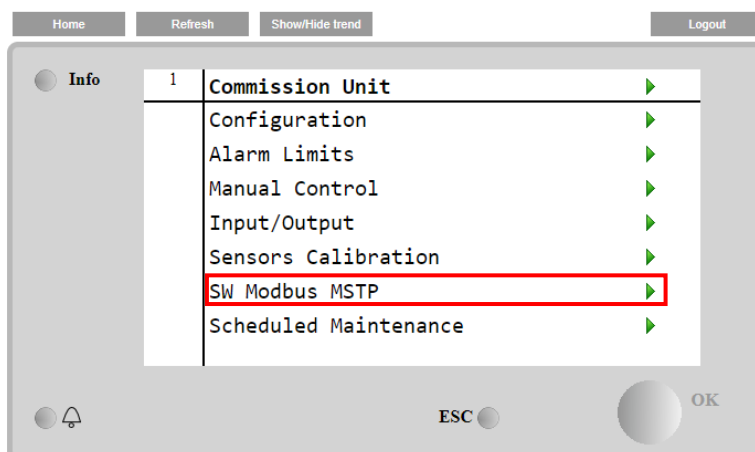 Home Refresh Show/Hide trend Logout
Info
1 Commission Unit
Configuration
Alarm Limits
Manual Control
Input/Output
Sensors Calibration
SW Modbus MSTP
Scheduled Maintenance
ESC OK